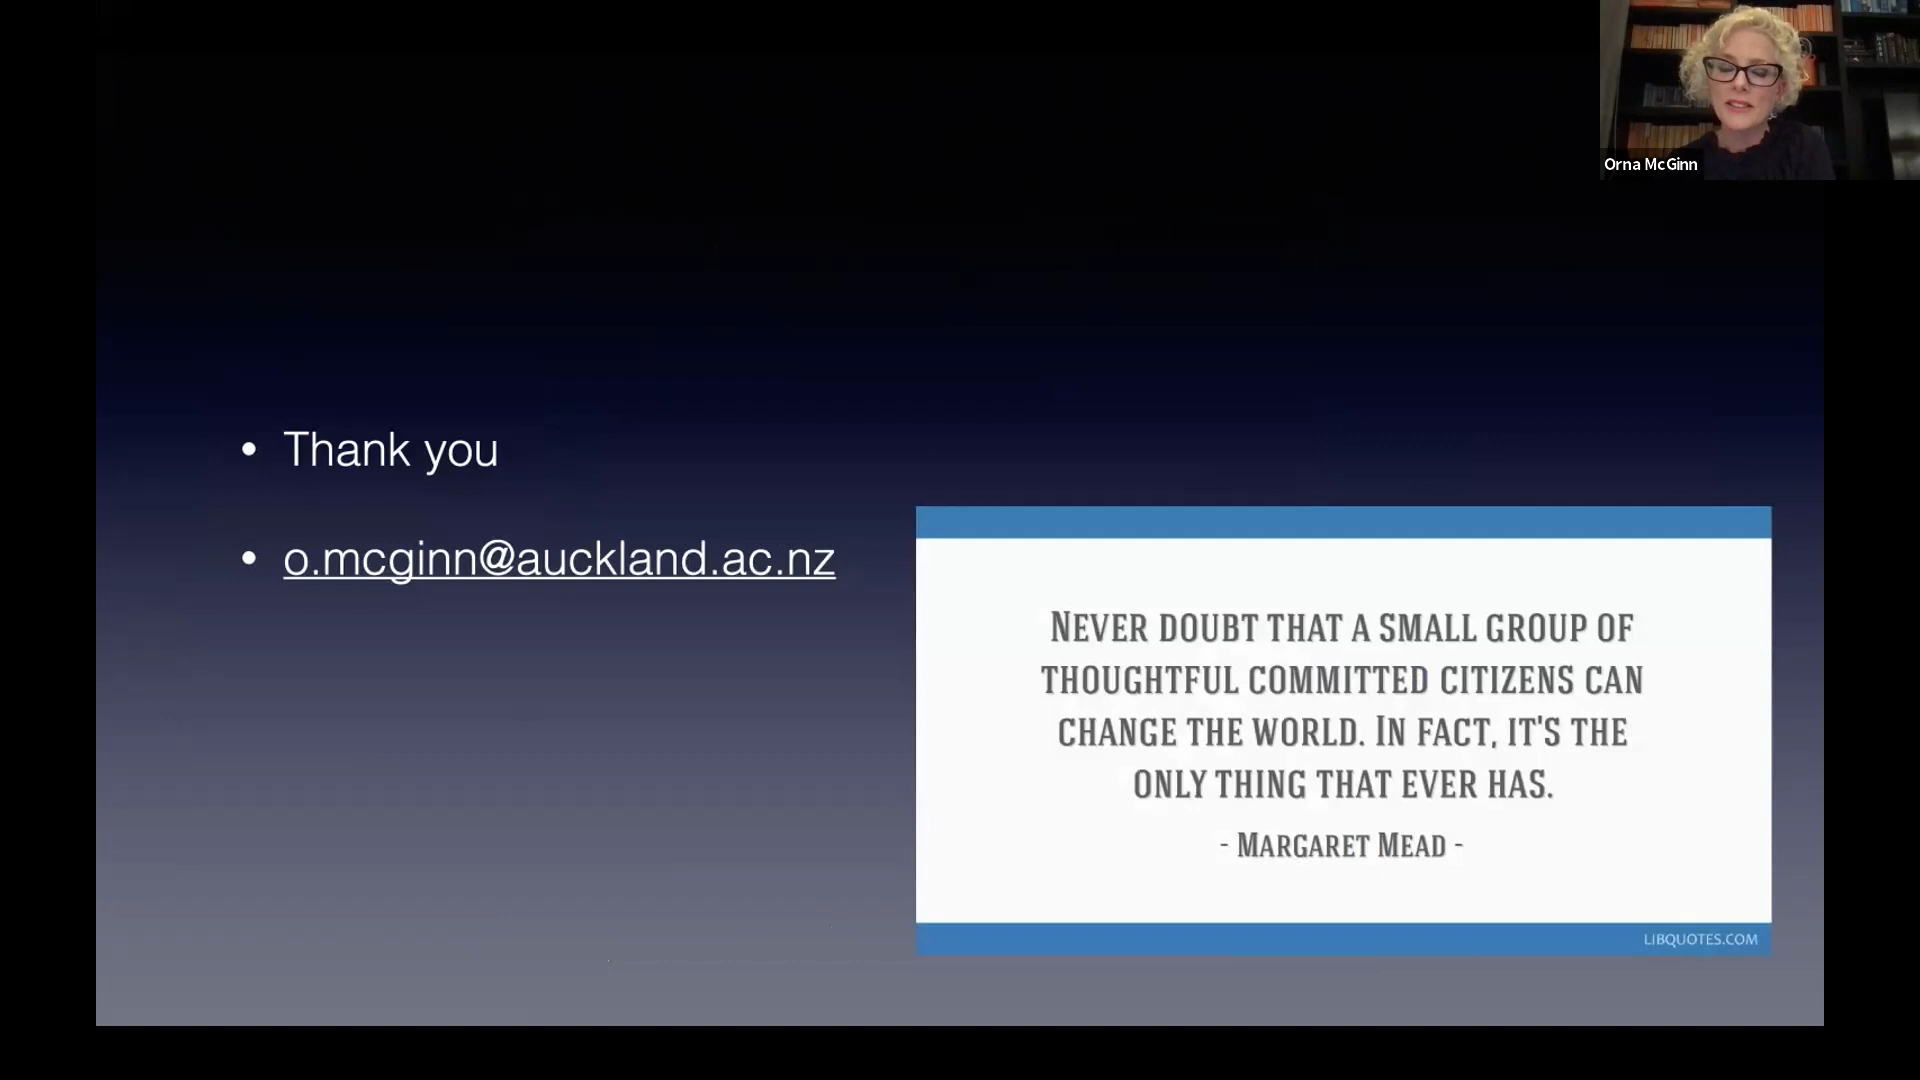 Orna McGinn
• Thank you
• o.mcginn@auckland.ac.nz
NEVER DOUBT THAT A SMALL GROUP OF
THOUGHTFUL COMMITTED CITIZENS CAN
CHANGE THE WORLD. IN FACT, IT'S THE
ONLY THING THAT EVER HAS.
- MARGARET MEAD -
LIBQUOTES.COM